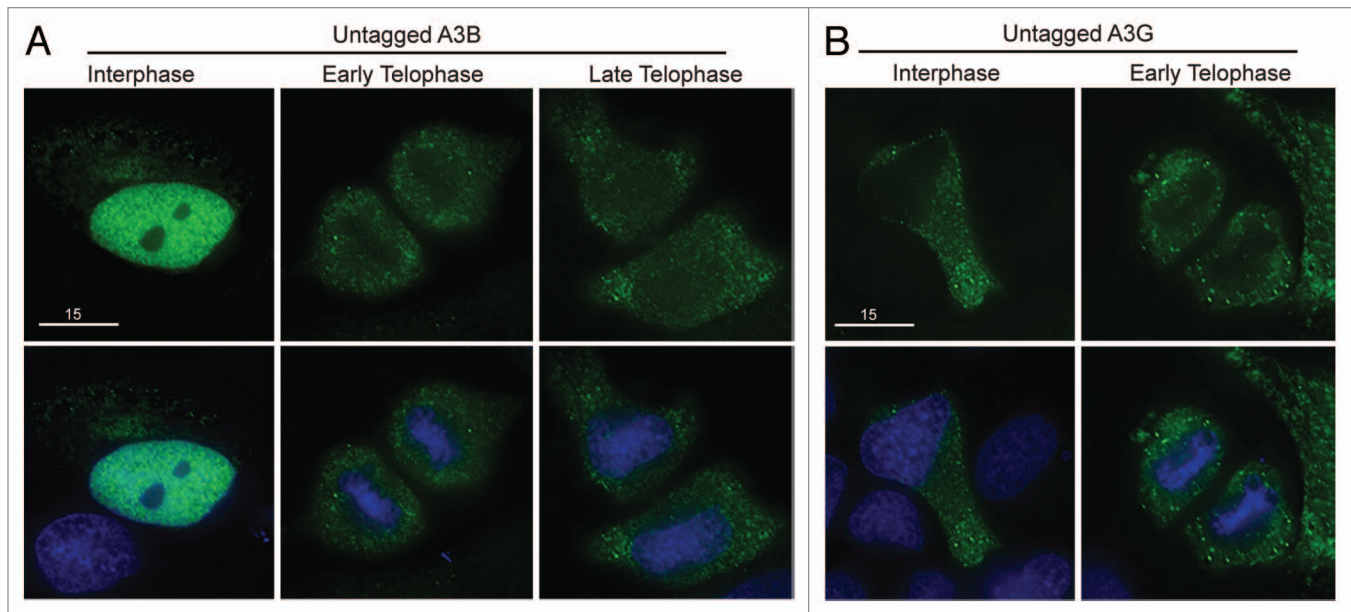 A
Untagged A3B
Interphase
Early Telophase
Late Telophase
15
B
Untagged A3G
Interphase
Early Telophase
15